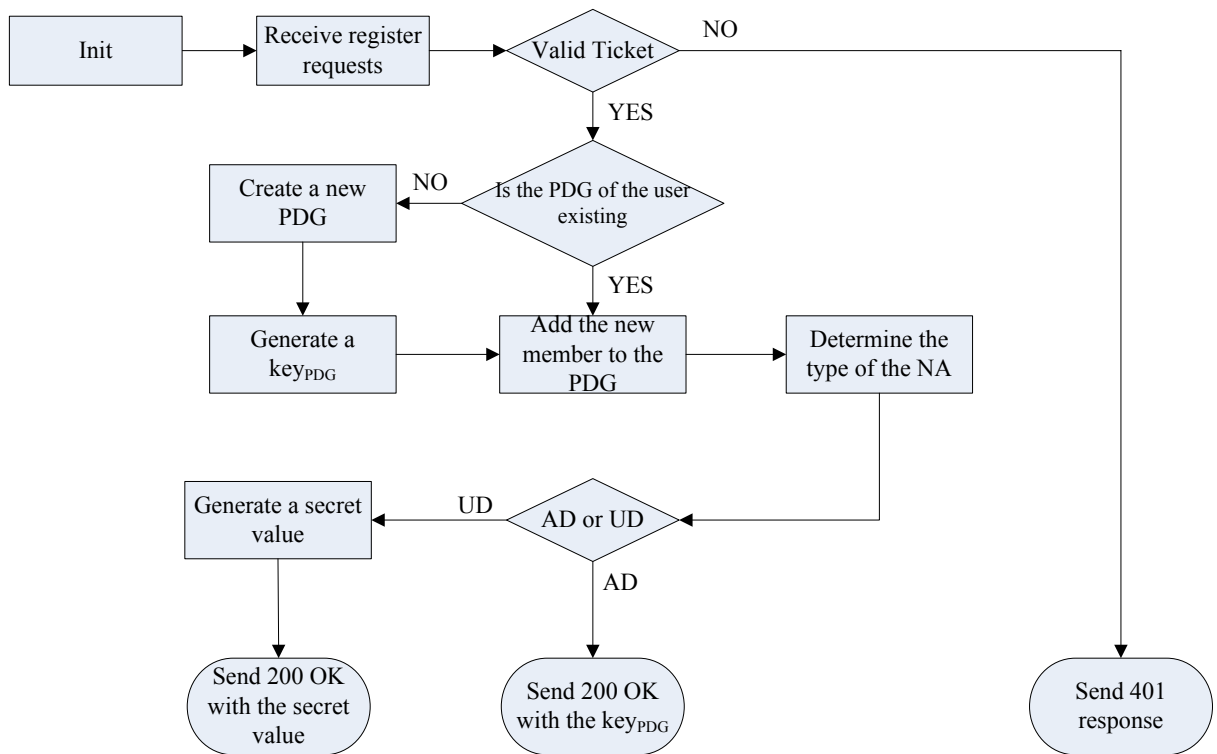 Init
Receive register
requests
Valid Ticket
NO
YES
Create a new
PDG
NO
Is the PDG of the user
existing
YES
Generate a
keyPDG
Add the new
member to the
PDG
Determine the
type of the NA
Generate a secret
value
UD
AD or UD
AD
Send 200 OK
with the secret
value
Send 200 OK
with the keyPDG
Send 401
response